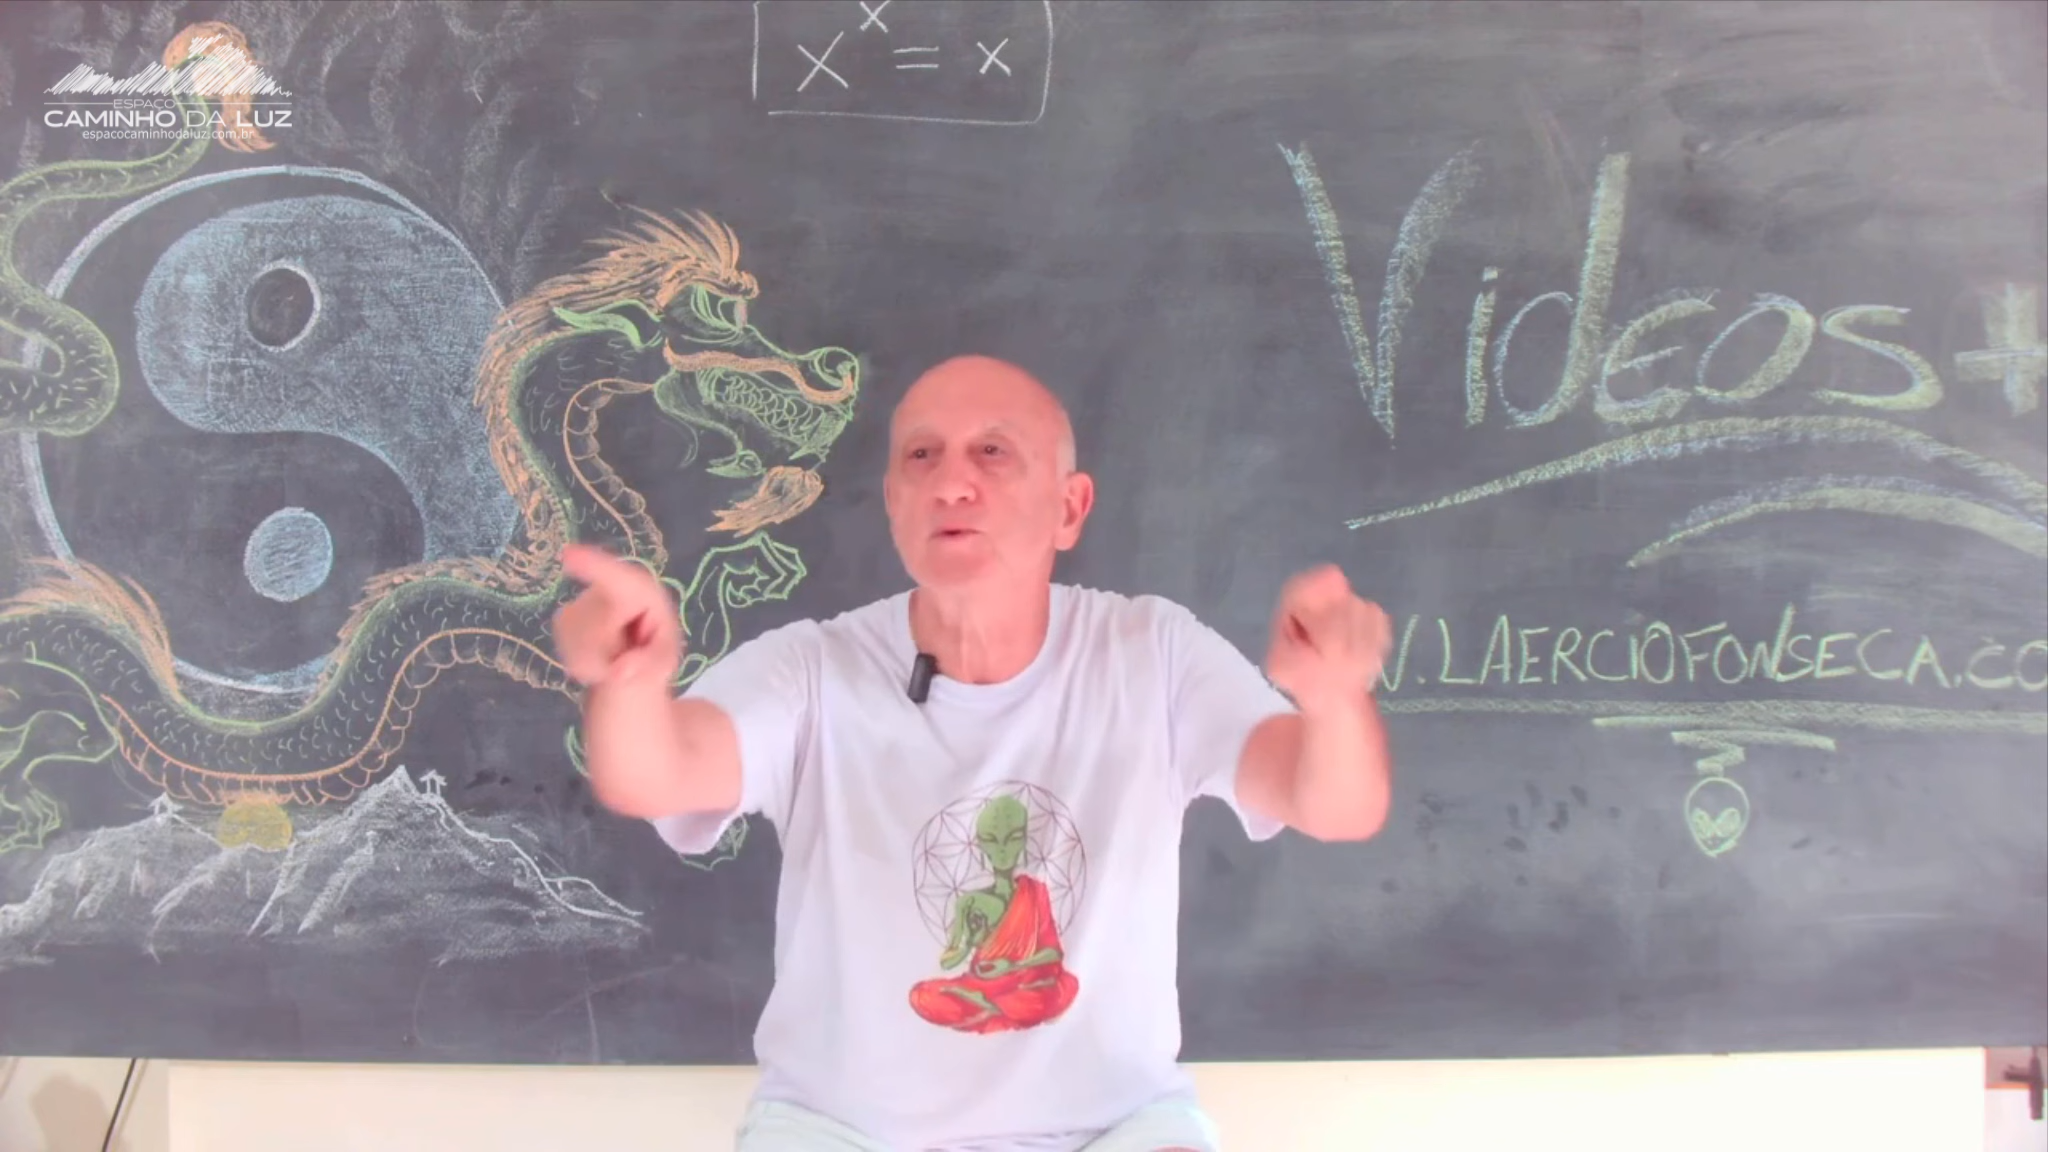 ESPAÇO
CAMINHO DA LUZ
espacocaminhodaluz.com.br
x^x = x
Videos +
W.LAERCIOFONSECA.CO